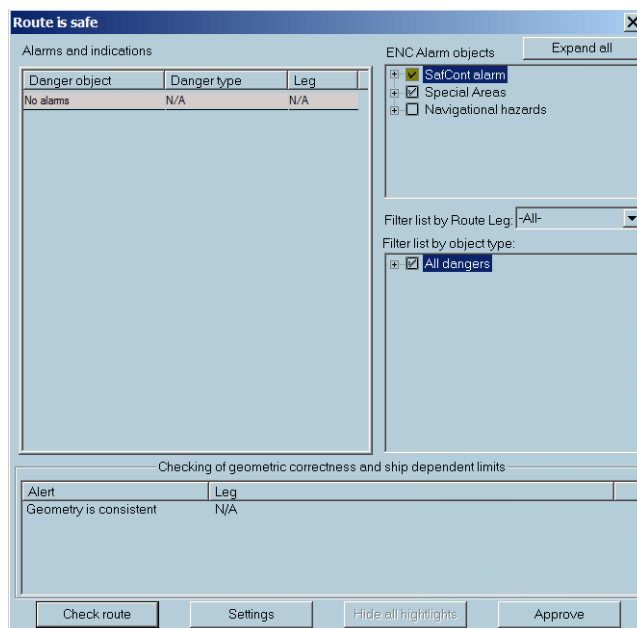 Route is safe
Alarms and indications
ENC Alarm objects
Expand all
Danger object Danger type Leg
No alarms N/A N/A
SafCont alarm
Special Areas
Navigational hazards
Filter list by Route Leg: -All-
Filter list by object type:
All dangers
Checking of geometric correctness and ship dependent limits
Alert Leg
Geometry is consistent N/A
Check route Settings Hide all hightlights Approve